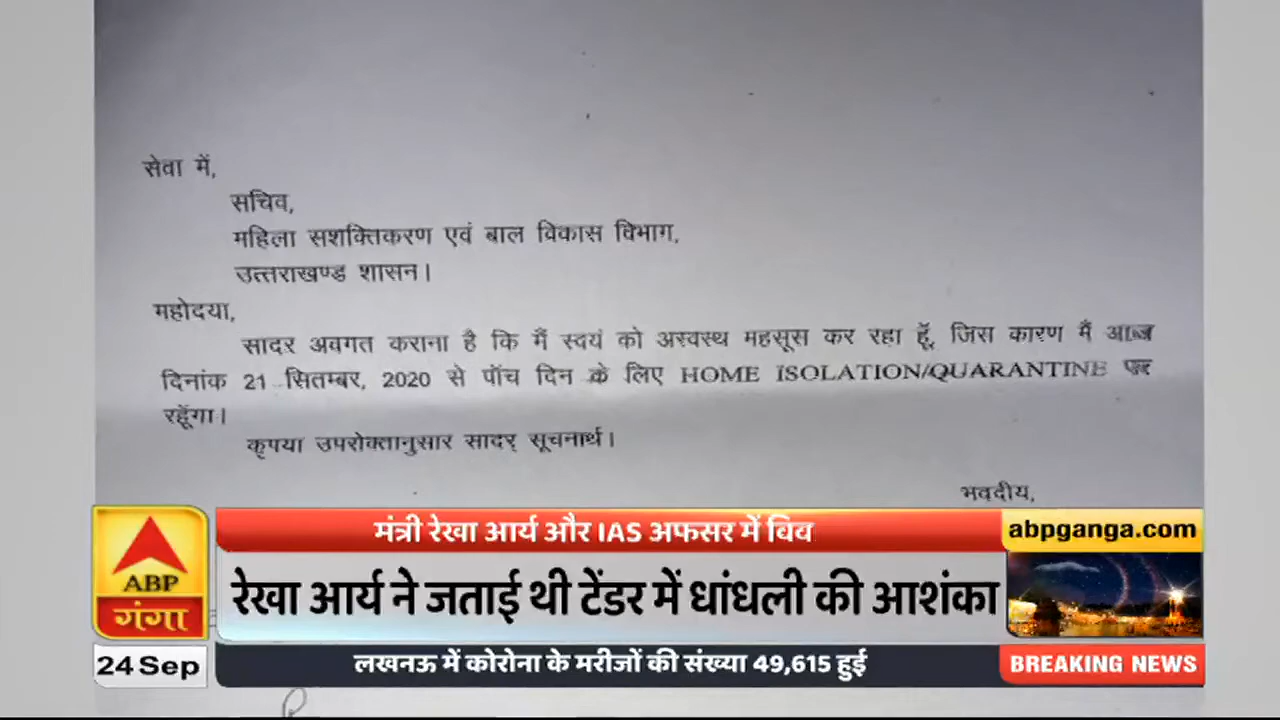 सेवा में,
सचिव,
महिला सशक्तिकरण एवं बाल विकास विभाग,
उत्तराखण्ड शासन।
महोदया,
सादर अवगत कराना है कि मैं स्वयं को अस्वस्थ महसूस कर रहा हूँ, जिस कारण मैं आज
दिनांक 21 सितम्बर, 2020 से पाँच दिन के लिए HOME ISOLATION/QUARANTINE पर
रहूँगा।
कृपया उपरोक्तानुसार सादर सूचनार्थ।
भवदीय,
मंत्री रेखा आर्य और IAS अफसर में विव
abpganga.com
ABP
गंगा
रेखा आर्य ने जताई थी टेंडर में धांधली की आशंका
24 Sep
लखनऊ में कोरोना के मरीजों की संख्या 49,615 हुई
BREAKING NEWS